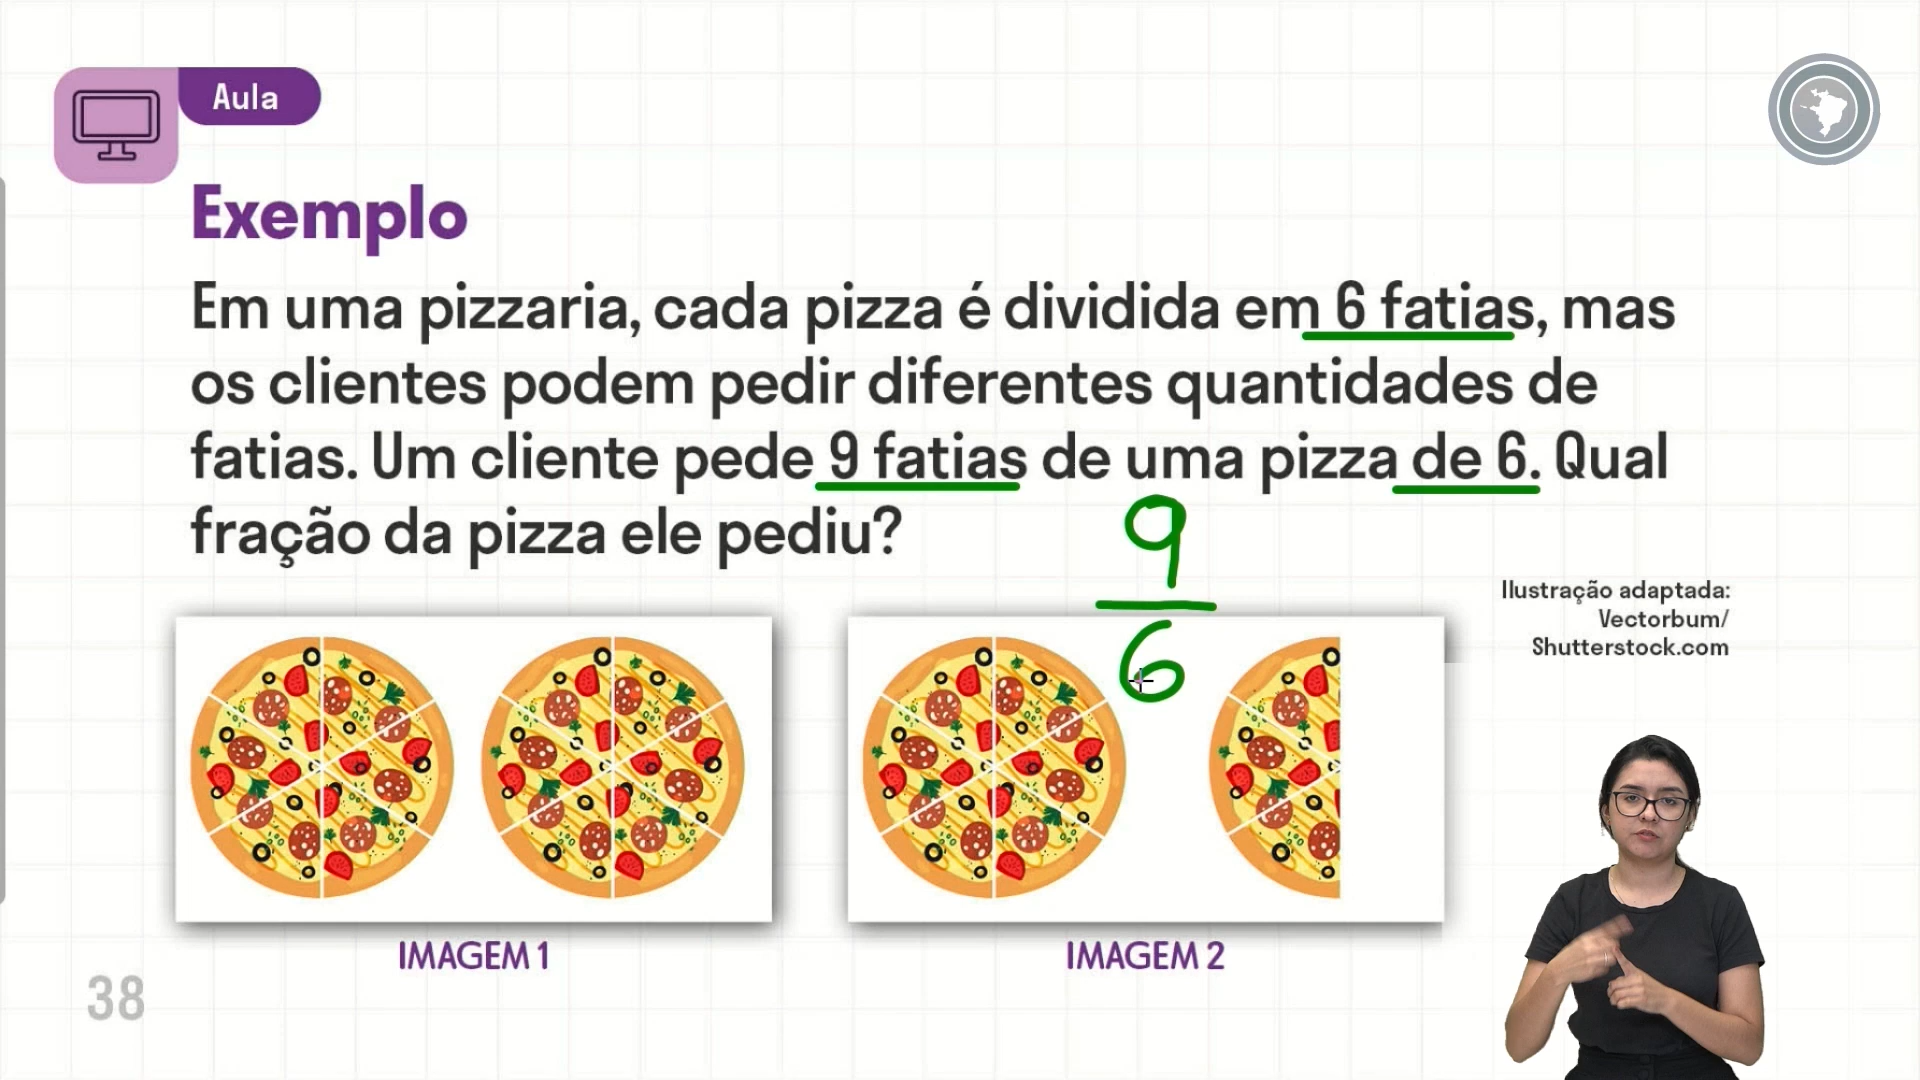 Aula
Exemplo
Em uma pizzaria, cada pizza é dividida em 6 fatias, mas
os clientes podem pedir diferentes quantidades de
fatias. Um cliente pede 9 fatias de uma pizza de 6. Qual
fração da pizza ele pediu?
9
6
Ilustração adaptada:
Vectorbum/
Shutterstock.com
IMAGEM 1
IMAGEM 2
38